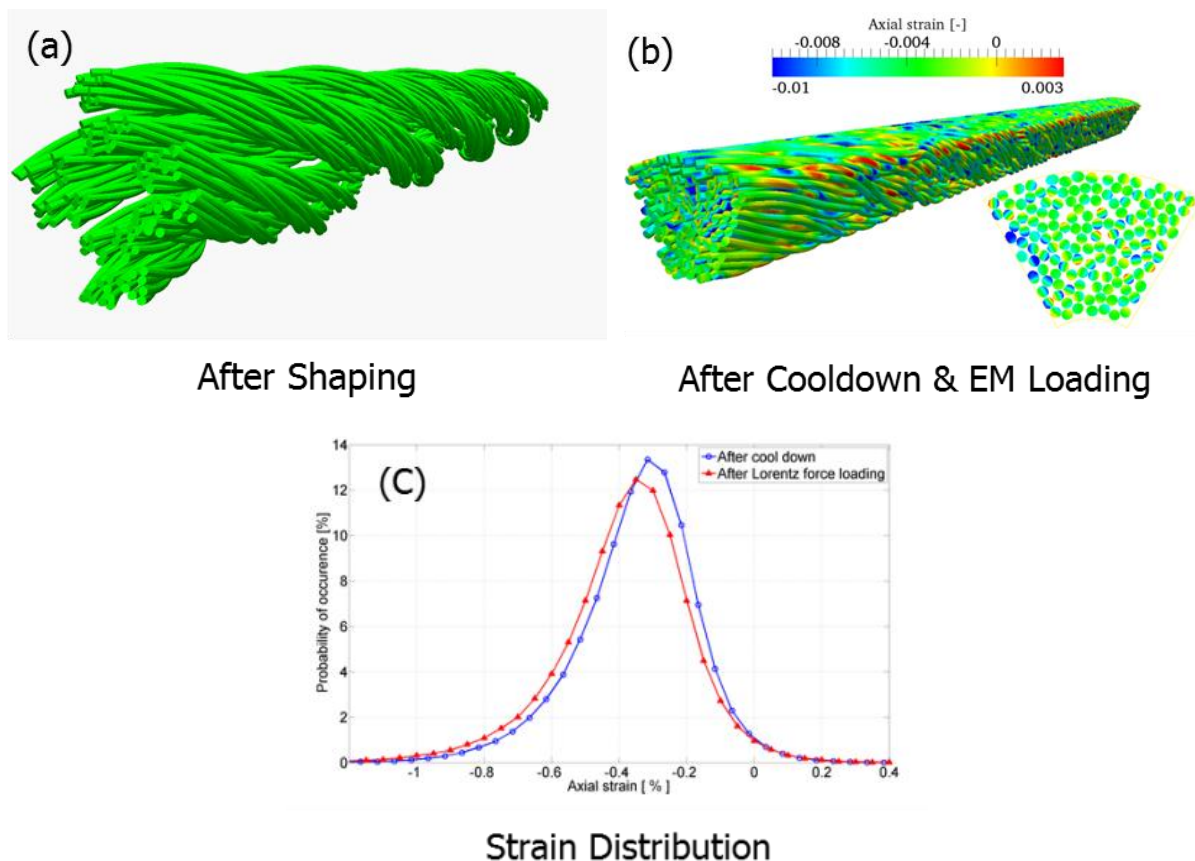 (a)
(b)
Axial strain [-]
-0.008 -0.004 0
-0.01 0.003
After Shaping
After Cooldown & EM Loading
(C)
After cool down
After Lorentz force loading
Probability of occurence [%]
14
12
10
8
6
4
2
0
-1 -0.8 -0.6 -0.4 -0.2 0 0.2 0.4
Axial strain [ % ]
Strain Distribution